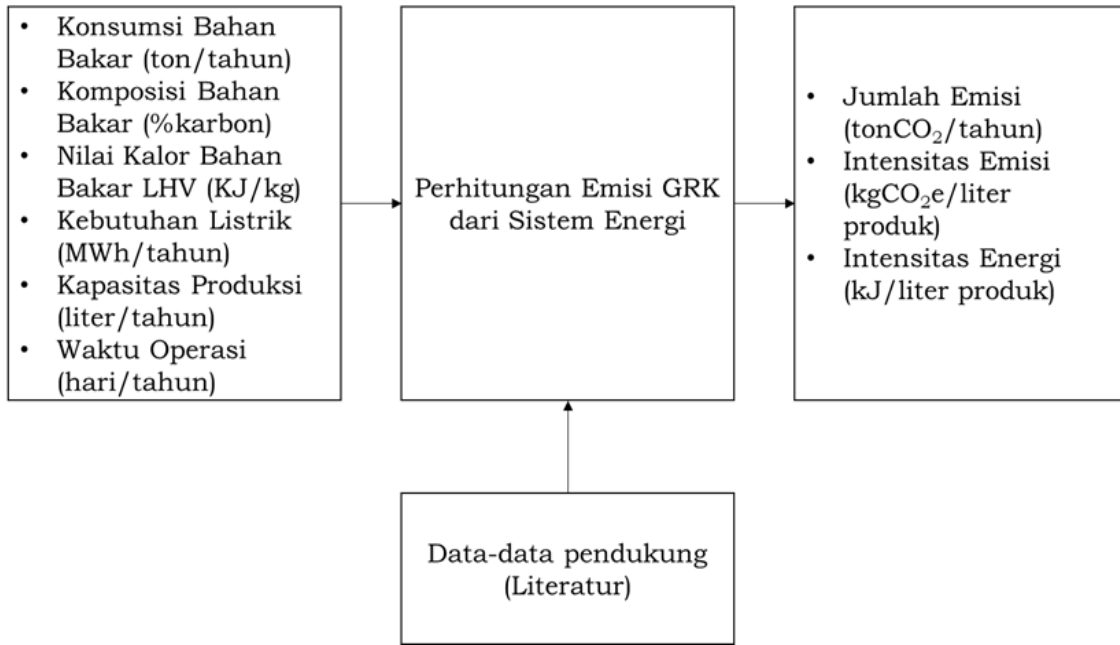 • Konsumsi Bahan
Bakar (ton/tahun)
• Komposisi Bahan
Bakar (%karbon)
• Nilai Kalor Bahan
Bakar LHV (KJ/kg)
• Kebutuhan Listrik
(MWh/tahun)
• Kapasitas Produksi
(liter/tahun)
• Waktu Operasi
(hari/tahun)
Perhitungan Emisi GRK
dari Sistem Energi
• Jumlah Emisi
(tonCO₂/tahun)
• Intensitas Emisi
(kgCO₂e/liter
produk)
• Intensitas Energi
(kJ/liter produk)
Data-data pendukung
(Literatur)